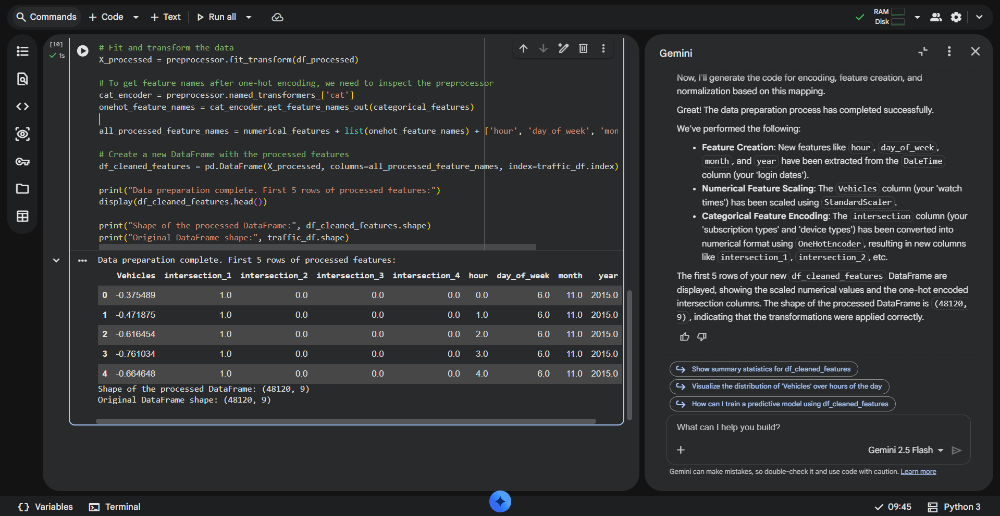 Commands
+ Code
+ Text
Run all
RAM
Disk
[10]
1s
# Fit and transform the data
X_processed = preprocessor.fit_transform(df_processed)
# To get feature names after one-hot encoding, we need to inspect the preprocessor
cat_encoder = preprocessor.named_transformers_['cat']
onehot_feature_names = cat_encoder.get_feature_names_out(categorical_features)
all_processed_feature_names = numerical_features + list(onehot_feature_names) + ['hour', 'day_of_week', 'mon
# Create a new DataFrame with the processed features
df_cleaned_features = pd.DataFrame(X_processed, columns=all_processed_feature_names, index=traffic_df.index)
print("Data preparation complete. First 5 rows of processed features:")
display(df_cleaned_features.head())
print("Shape of the processed DataFrame:", df_cleaned_features.shape)
print("Original DataFrame shape:", traffic_df.shape)
Data preparation complete. First 5 rows of processed features:
Vehicles intersection_1 intersection_2 intersection_3 intersection_4 hour day_of_week month year
0 -0.375489 1.0 0.0 0.0 0.0 0.0 6.0 11.0 2015.0
1 -0.471875 1.0 0.0 0.0 0.0 1.0 6.0 11.0 2015.0
2 -0.616454 1.0 0.0 0.0 0.0 2.0 6.0 11.0 2015.0
3 -0.761034 1.0 0.0 0.0 0.0 3.0 6.0 11.0 2015.0
4 -0.664648 1.0 0.0 0.0 0.0 4.0 6.0 11.0 2015.0
Shape of the processed DataFrame: (48120, 9)
Original DataFrame shape: (48120, 9)
Gemini
Now, I'll generate the code for encoding, feature creation, and
normalization based on this mapping.
Great! The data preparation process has completed successfully.
We've performed the following:
• Feature Creation: New features like hour, day_of_week,
month, and year have been extracted from the DateTime
column (your 'login dates').
• Numerical Feature Scaling: The Vehicles column (your 'watch
times') has been scaled using StandardScaler.
• Categorical Feature Encoding: The intersection column (your
'subscription types' and 'device types') has been converted into
numerical format using OneHotEncoder, resulting in new columns
like intersection_1, intersection_2, etc.
The first 5 rows of your new df_cleaned_features DataFrame are
displayed, showing the scaled numerical values and the one-hot encoded
intersection columns. The shape of the processed DataFrame is (48120,
9), indicating that the transformations were applied correctly.
Show summary statistics for df_cleaned_features
Visualize the distribution of 'Vehicles' over hours of the day
How can I train a predictive model using df_cleaned_features
What can I help you build?
Gemini 2.5 Flash
Gemini can make mistakes, so double-check it and use code with caution. Learn more
Variables
Terminal
09:45
Python 3